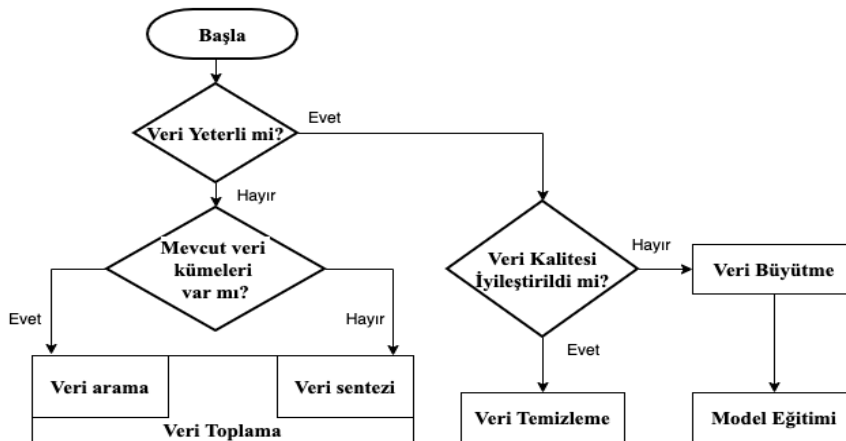 Başla
Veri Yeterli mi?
Evet
Hayır
Mevcut veri
kümeleri
var mı?
Evet
Hayır
Veri arama
Veri sentezi
Veri Toplama
Veri Kalitesi
İyileştirildi mi?
Hayır
Veri Büyütme
Evet
Veri Temizleme
Model Eğitimi